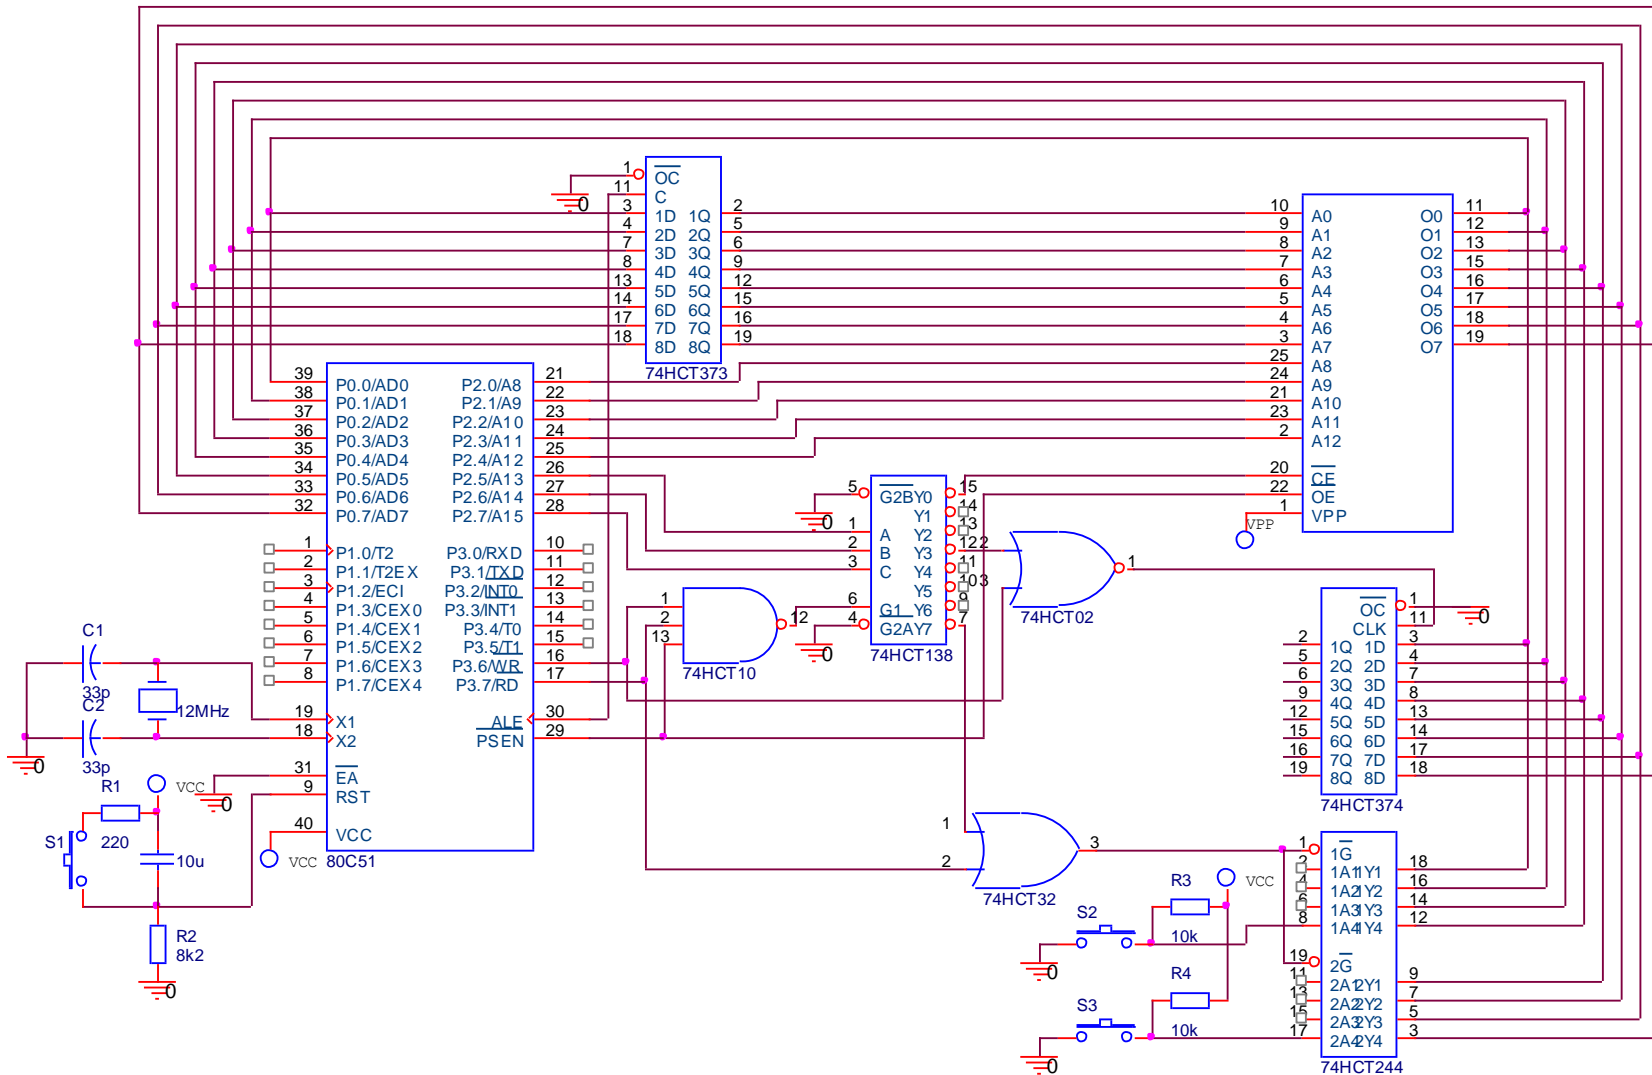 1 OC
11 C
0
3 1D 1Q 2
4 2D 2Q 5
7 3D 3Q 6
8 4D 4Q 9
13 5D 5Q 12
14 6D 6Q 15
17 7D 7Q 16
18 8D 8Q 19
74HCT373
10 A0 O0 11
9 A1 O1 12
8 A2 O2 13
7 A3 O3 15
6 A4 O4 16
5 A5 O5 17
4 A6 O6 18
3 A7 O7 19
25 A8
24 A9
21 A10
23 A11
2 A12
20 CE
22 OE
1 VPP
VPP
39 P0.0/AD0 P2.0/A8 21
38 P0.1/AD1 P2.1/A9 22
37 P0.2/AD2 P2.2/A10 23
36 P0.3/AD3 P2.3/A11 24
35 P0.4/AD4 P2.4/A12 25
34 P0.5/AD5 P2.5/A13 26
33 P0.6/AD6 P2.6/A14 27
32 P0.7/AD7 P2.7/A15 28
1 P1.0/T2 P3.0/RXD 10
2 P1.1/T2EX P3.1/TXD 11
3 P1.2/ECI P3.2/INT0 12
4 P1.3/CEX0 P3.3/INT1 13
5 P1.4/CEX1 P3.4/T0 14
6 P1.5/CEX2 P3.5/T1 15
7 P1.6/CEX3 P3.6/WR 16
8 P1.7/CEX4 P3.7/RD 17
19 X1 ALE 30
18 X2 PSEN 29
31 EA
9 RST
40 VCC
VCC 80C51
C1
33p
C2
33p
12MHz
0
R1
VCC
0
S1 220
10u
R2
8k2
0
5 G2B Y0 15
0
Y1 14
1 A Y2 13
2 B Y3 12
3 C Y4 11
Y5 10
6 G1 Y6 9
4 G2A Y7 7
0
74HCT138
1
2
13
12
74HCT10
2
3
1
74HCT02
OC 1
0
CLK 11
2 1Q 1D 3
5 2Q 2D 4
6 3Q 3D 7
9 4Q 4D 8
12 5Q 5D 13
15 6Q 6D 14
16 7Q 7D 17
19 8Q 8D 18
74HCT374
1
2
3
74HCT32
1 1G
2 1A1 1Y1 18
4 1A2 1Y2 16
6 1A3 1Y3 14
8 1A4 1Y4 12
19 2G
11 2A1 2Y1 9
13 2A2 2Y2 7
15 2A3 2Y3 5
17 2A4 2Y4 3
74HCT244
R3
VCC
S2
10k
0
R4
S3
10k
0